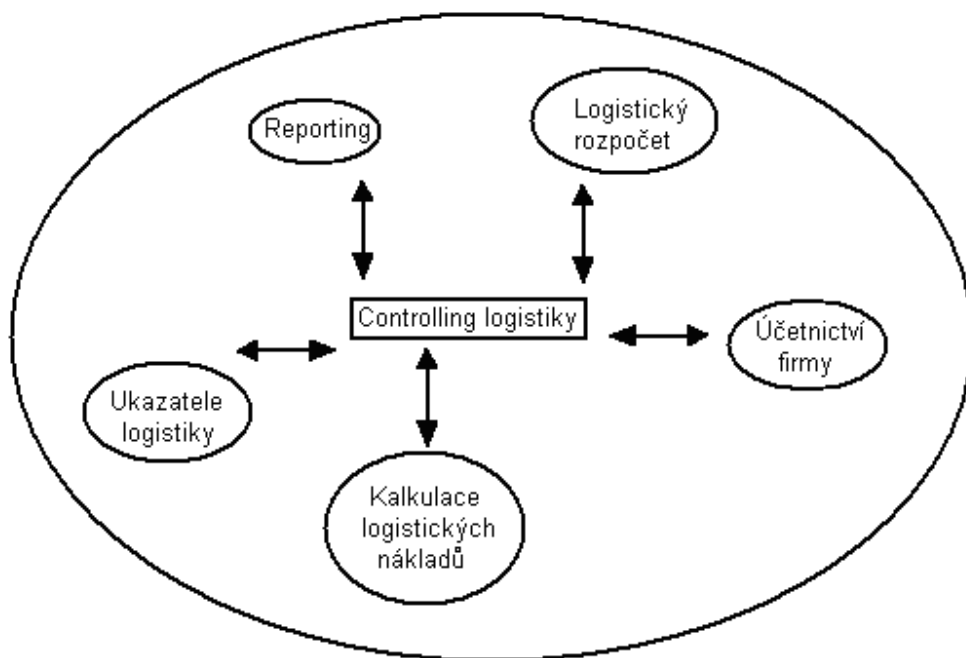 Reporting
Logistický
rozpočet
Controlling logistiky
Účetnictví
firmy
Ukazatele
logistiky
Kalkulace
logistických
nákladů